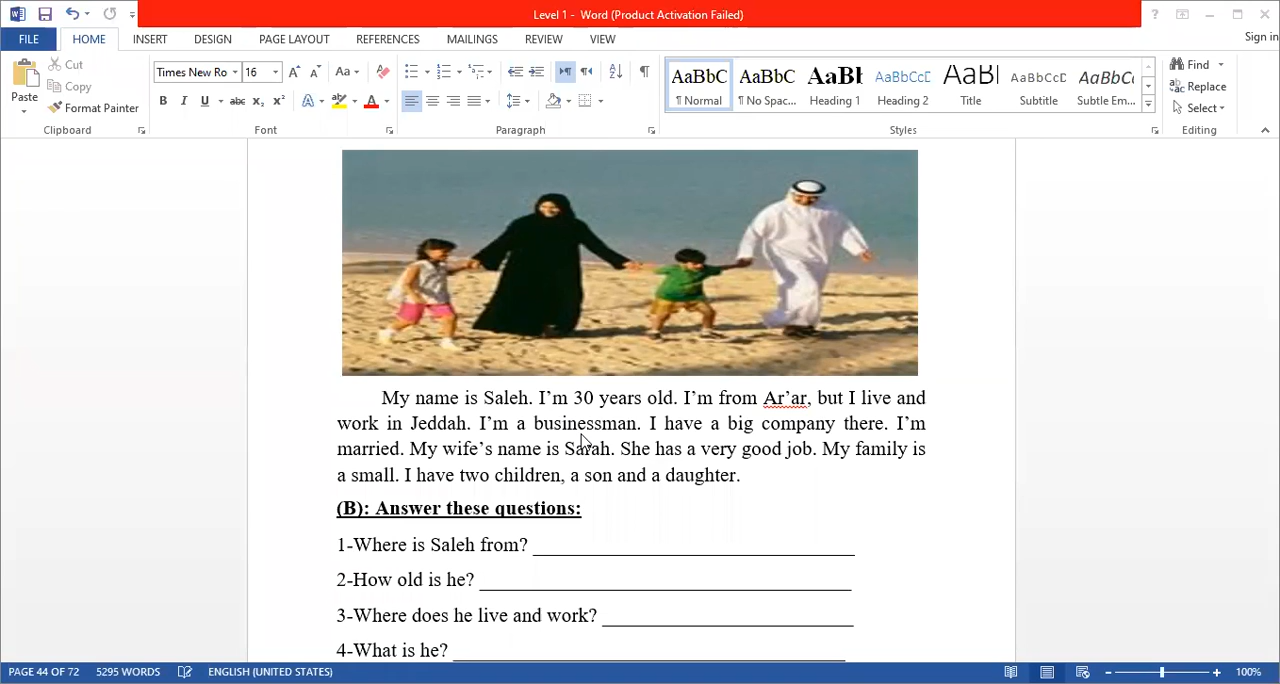 Level 1 - Word (Product Activation Failed)
Sign in
FILE HOME INSERT DESIGN PAGE LAYOUT REFERENCES MAILINGS REVIEW VIEW
Paste
Cut
Copy
Format Painter
Clipboard
Times New Ro 16
Font
Paragraph
AaBbC AaBbC AaBb AaBbCcD AaB AaBbCcD AaBbCc
¶ Normal ¶ No Spac... Heading 1 Heading 2 Title Subtitle Subtle Em...
Styles
Find
Replace
Select
Editing
My name is Saleh. I'm 30 years old. I'm from Ar'ar, but I live and
work in Jeddah. I'm a businessman. I have a big company there. I'm
married. My wife's name is Sarah. She has a very good job. My family is
a small. I have two children, a son and a daughter.
(B): Answer these questions:
1-Where is Saleh from?
2-How old is he?
3-Where does he live and work?
4-What is he?
PAGE 44 OF 72 5295 WORDS ENGLISH (UNITED STATES) 100%